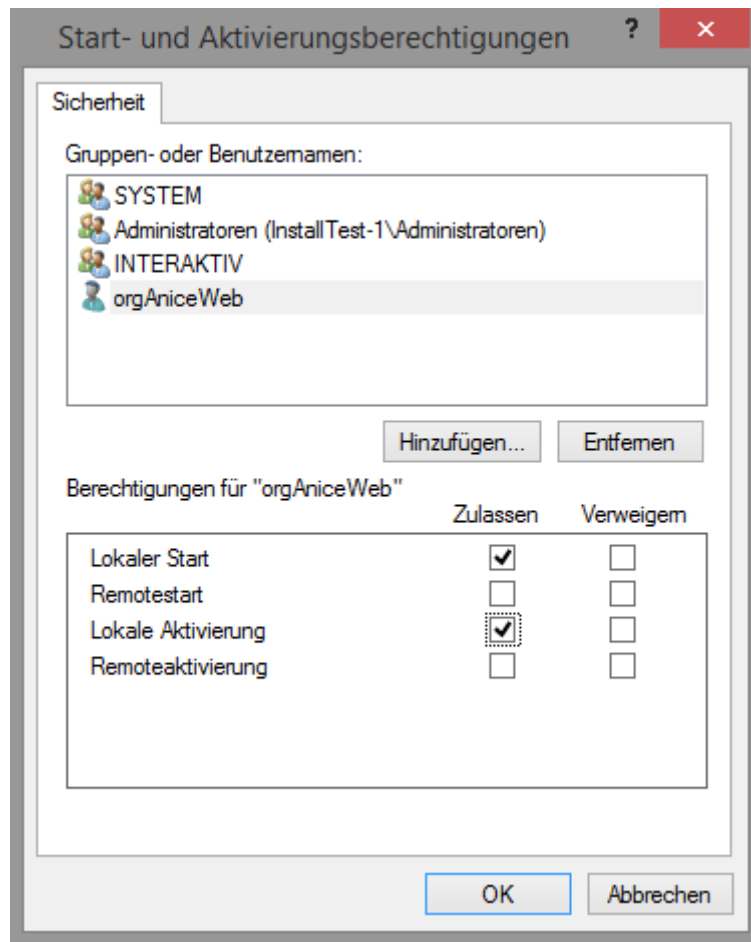 Start- und Aktivierungsberechtigungen ?
Sicherheit
Gruppen- oder Benutzernamen:
SYSTEM
Administratoren (InstallTest-1\Administratoren)
INTERAKTIV
orgAniceWeb
Hinzufügen... Entfernen
Berechtigungen für "orgAniceWeb"
Zulassen Verweigern
Lokaler Start
Remotestart
Lokale Aktivierung
Remoteaktivierung
OK Abbrechen